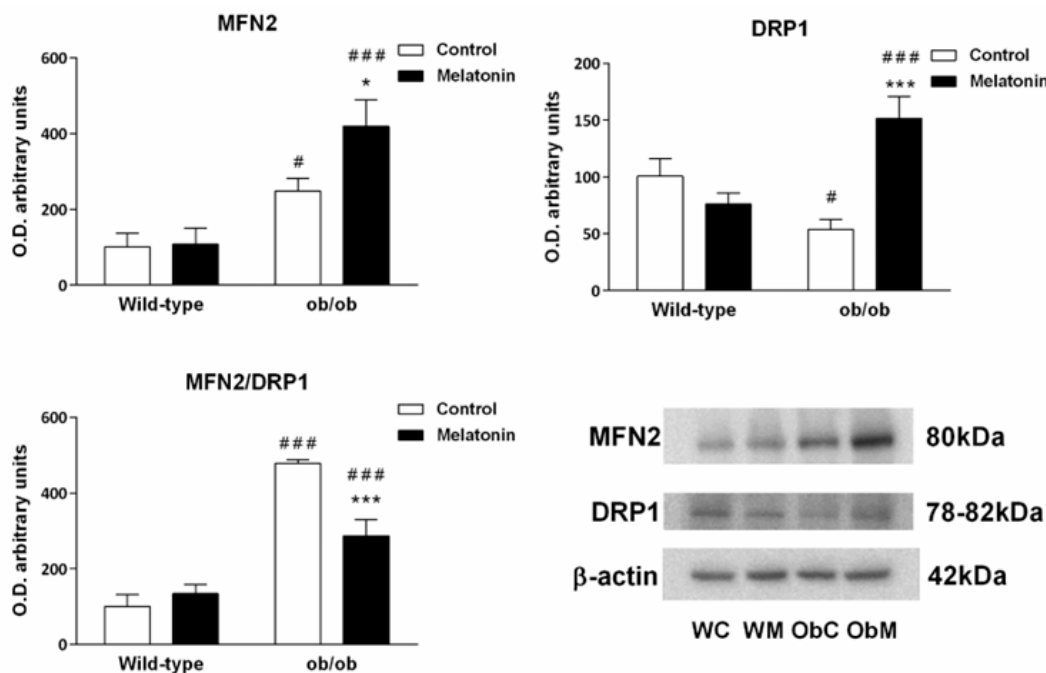 MFN2
Control
Melatonin
O.D. arbitrary units
600
400
200
0
#
###
*
Wild-type
ob/ob
DRP1
Control
Melatonin
O.D. arbitrary units
200
150
100
50
0
#
###
***
Wild-type
ob/ob
MFN2/DRP1
Control
Melatonin
O.D. arbitrary units
600
400
200
0
###
###
***
Wild-type
ob/ob
MFN2 80kDa
DRP1 78-82kDa
β-actin 42kDa
WC WM ObC ObM